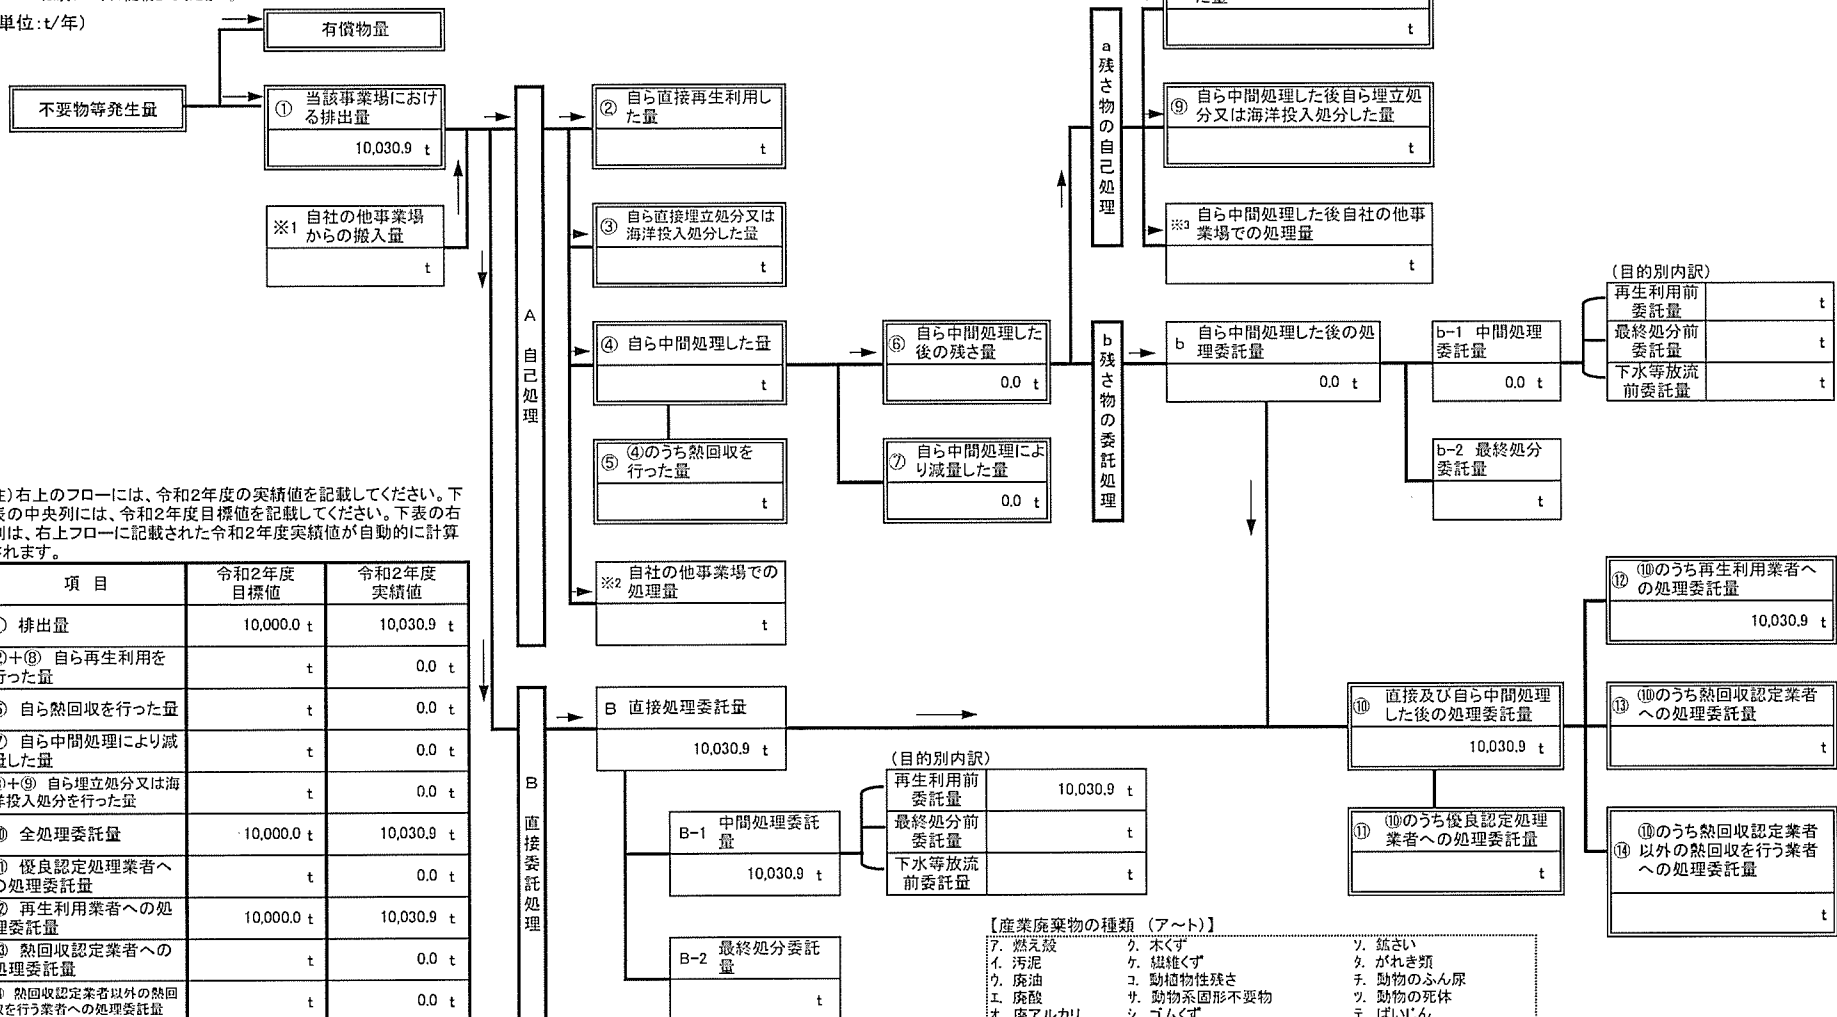 単位:t/年)
有償物量
不要物等発生量
① 当該事業場におけ
る排出量
10,030.9 t
※1 自社の他事業場
からの搬入量
t
A 自己処理
② 自ら直接再生利用し
た量
t
③ 自ら直接埋立処分又は
海洋投入処分した量
t
④ 自ら中間処理した量
t
⑤ ④のうち熱回収を
行った量
t
※2 自社の他事業場での
処理量
t
⑥ 自ら中間処理した
後の残さ量
0.0 t
⑦ 自ら中間処理によ
り減量した量
0.0 t
a残さ物の自己処理
t
⑨ 自ら中間処理した後自ら埋立処
分又は海洋投入処分した量
t
※3 自ら中間処理した後自社の他事
業場での処理量
t
b残さ物の委託処理
b 自ら中間処理した後の処
理委託量
0.0 t
b-1 中間処理
委託量
0.0 t
b-2 最終処分
委託量
t
(目的別内訳)
再生利用前
委託量
t
最終処分前
委託量
t
下水等放流
前委託量
t
注)右上のフローには、令和2年度の実績値を記載してください。下
表の中央列には、令和2年度目標値を記載してください。下表の右
列は、右上フローに記載された令和2年度実績値が自動的に計算
されます。
項 目 令和2年度
目標値 令和2年度
実績値
① 排出量 10,000.0 t 10,030.9 t
②+⑧ 自ら再生利用を
行った量 t 0.0 t
⑤ 自ら熱回収を行った量 t 0.0 t
⑦ 自ら中間処理により減
量した量 t 0.0 t
③+⑨ 自ら埋立処分又は海
洋投入処分を行った量 t 0.0 t
⑩ 全処理委託量 10,000.0 t 10,030.9 t
⑪ 優良認定処理業者へ
の処理委託量 t 0.0 t
⑫ 再生利用業者への処
理委託量 10,000.0 t 10,030.9 t
⑬ 熱回収認定業者への
処理委託量 t 0.0 t
⑭ 熱回収認定業者以外の熱回
収を行う業者への処理委託量 t 0.0 t
B 直接委託処理
B 直接処理委託量
10,030.9 t
B-1 中間処理委託
量
10,030.9 t
B-2 最終処分委託
量
t
(目的別内訳)
再生利用前
委託量
10,030.9 t
最終処分前
委託量
t
下水等放流
前委託量
t
⑩ 直接及び自ら中間処理
した後の処理委託量
10,030.9 t
⑪ ⑩のうち優良認定処理
業者への処理委託量
t
⑫ ⑩のうち再生利用業者へ
の処理委託量
10,030.9 t
⑬ ⑩のうち熱回収認定業者
への処理委託量
t
⑭ ⑩のうち熱回収認定業者
以外の熱回収を行う業者
への処理委託量
t
【産業廃棄物の種類 (ア~ト)】
ア. 燃え殻 ク. 木くず ソ. 鉱さい
イ. 汚泥 ケ. 繊維くず タ. がれき類
ウ. 廃油 コ. 動植物性残さ チ. 動物のふん尿
エ. 廃酸 サ. 動物系固形不要物 ツ. 動物の死体
オ. 廃アルカリ シ. ゴムくず テ. ばいじん